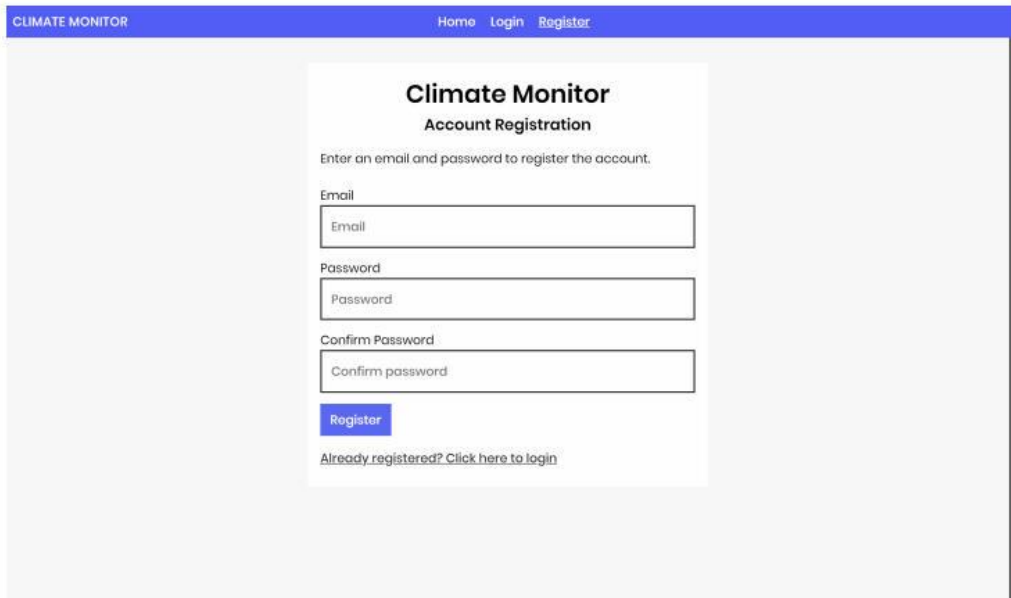 CLIMATE MONITOR
Home Login Register
Climate Monitor
Account Registration
Enter an email and password to register the account.
Email
Email
Password
Password
Confirm Password
Confirm password
Register
Already registered? Click here to login